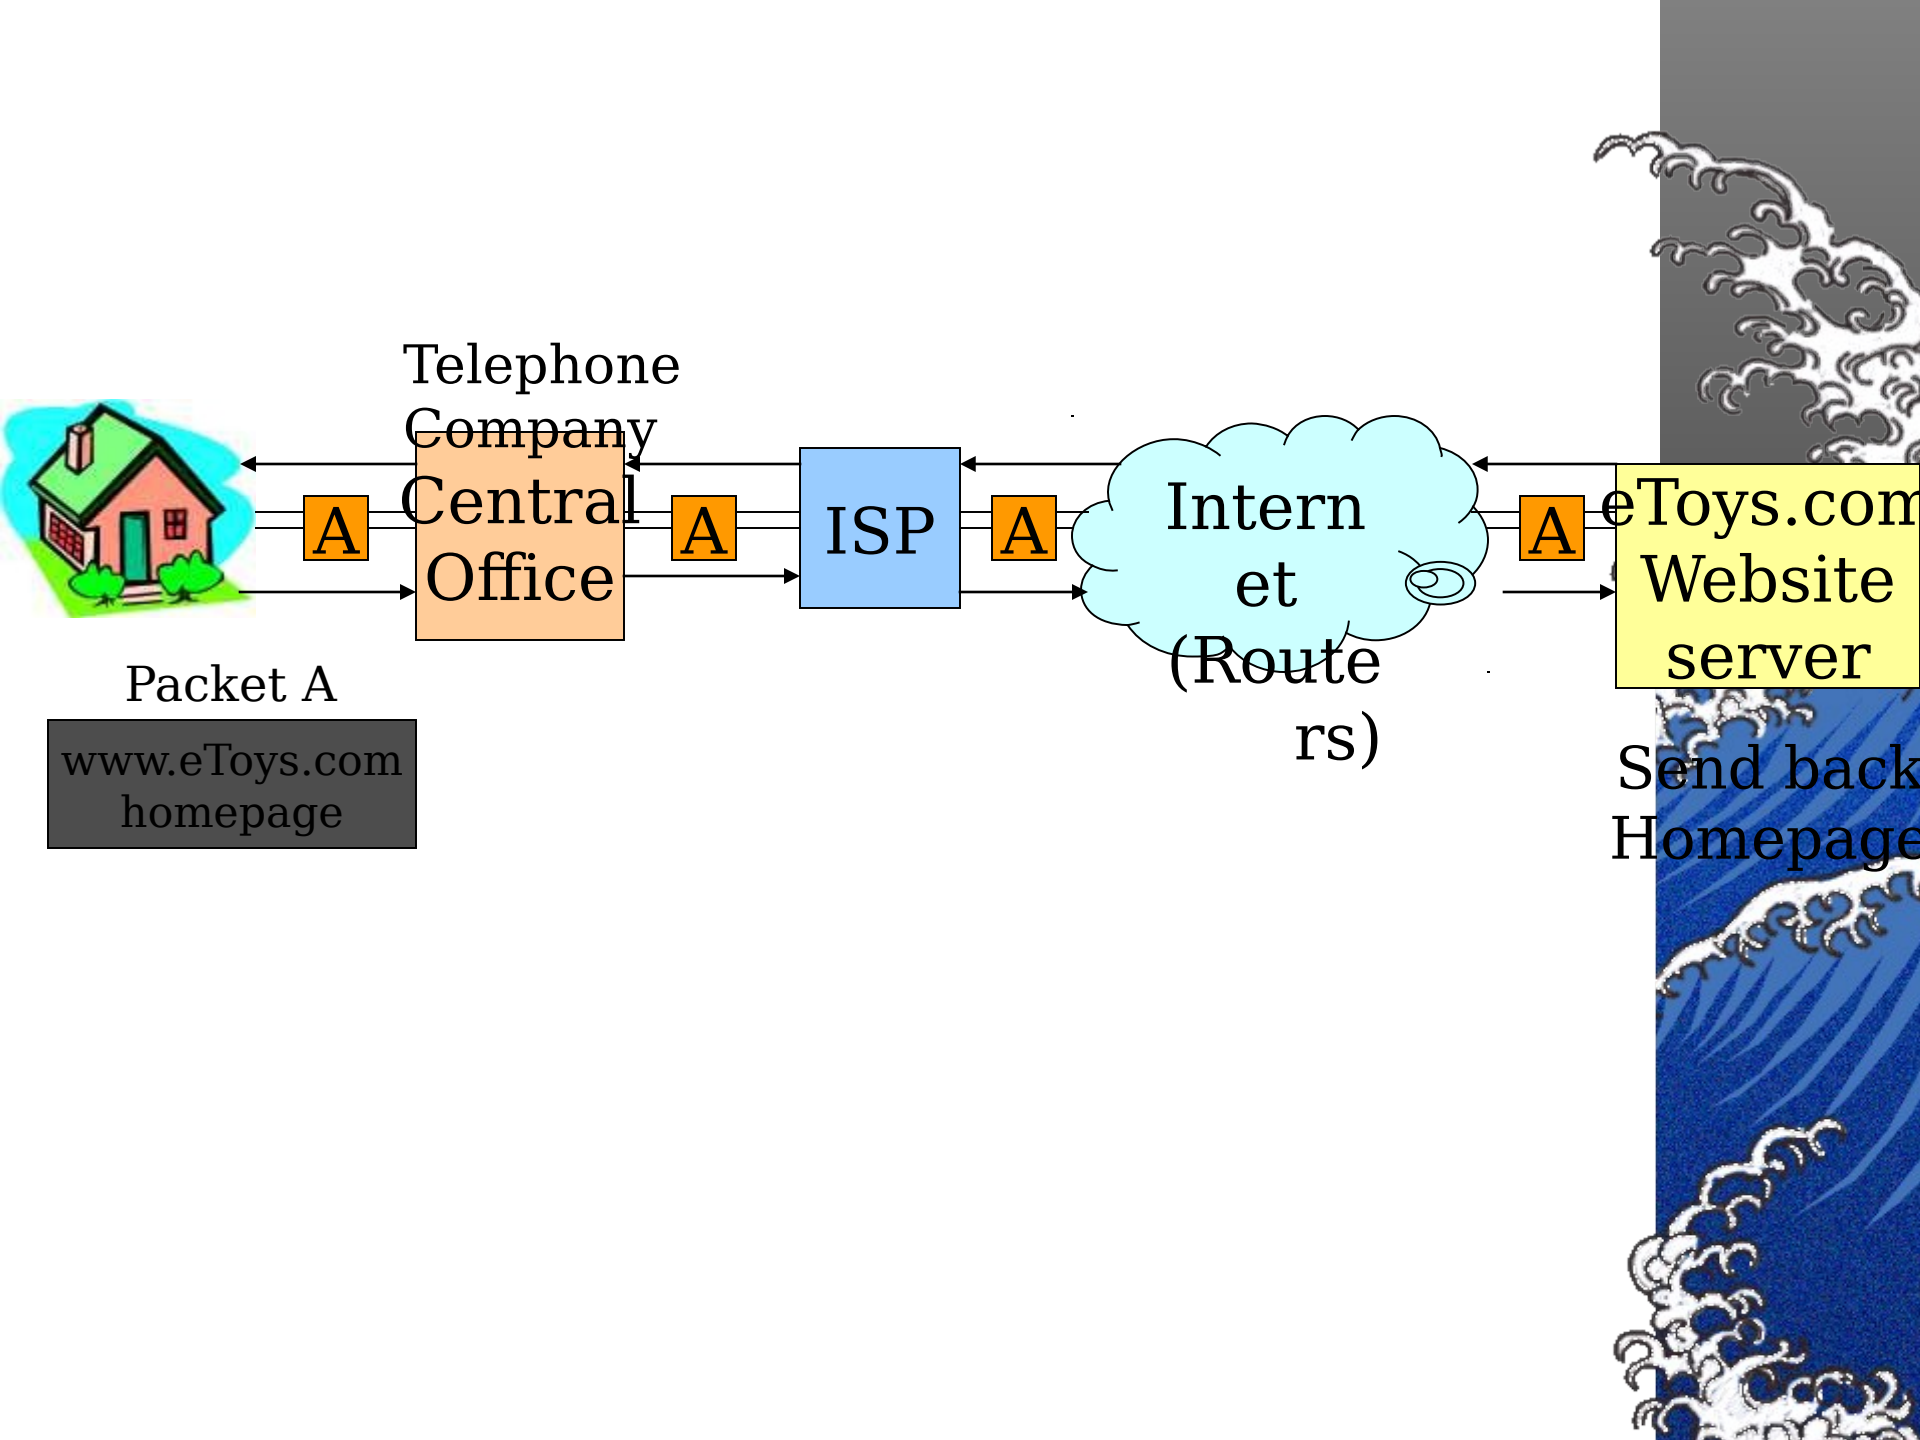 Telephone
Company
A
Central
Office
A
ISP
A
Intern
et
(Route
rs)
A
eToys.com
Website
server
Packet A
www.eToys.com
homepage
Send back
Homepage